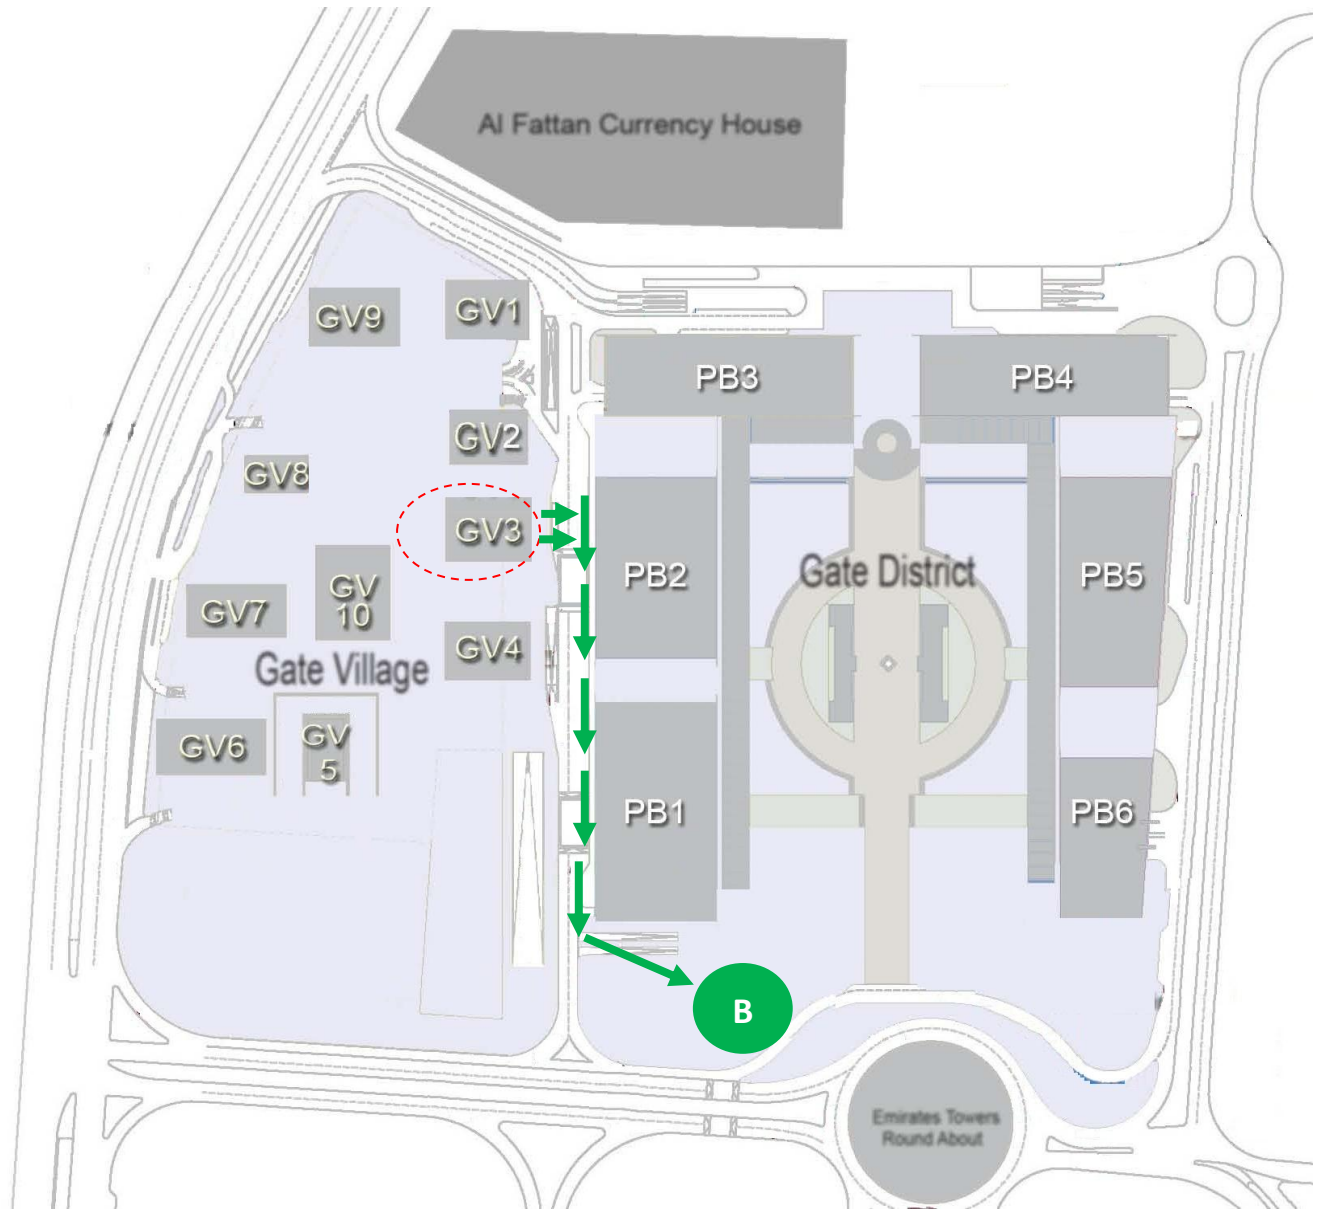 Al Fattan Currency House
GV9
GV1
PB3
PB4
GV2
GV8
GV3
PB2
Gate District
PB5
GV
10
GV7
GV4
Gate Village
GV6
GV
5
PB1
PB6
B
Emirates Towers
Round About